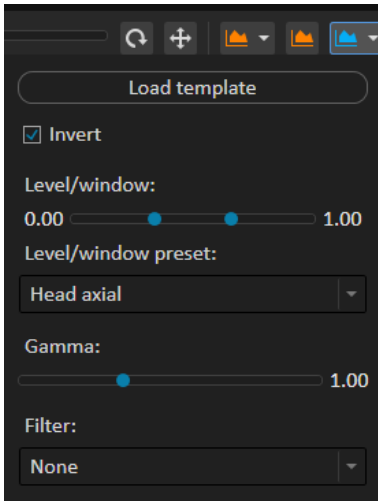 Load template
Invert
Level/window:
0.00 1.00
Level/window preset:
Head axial
Gamma:
1.00
Filter:
None